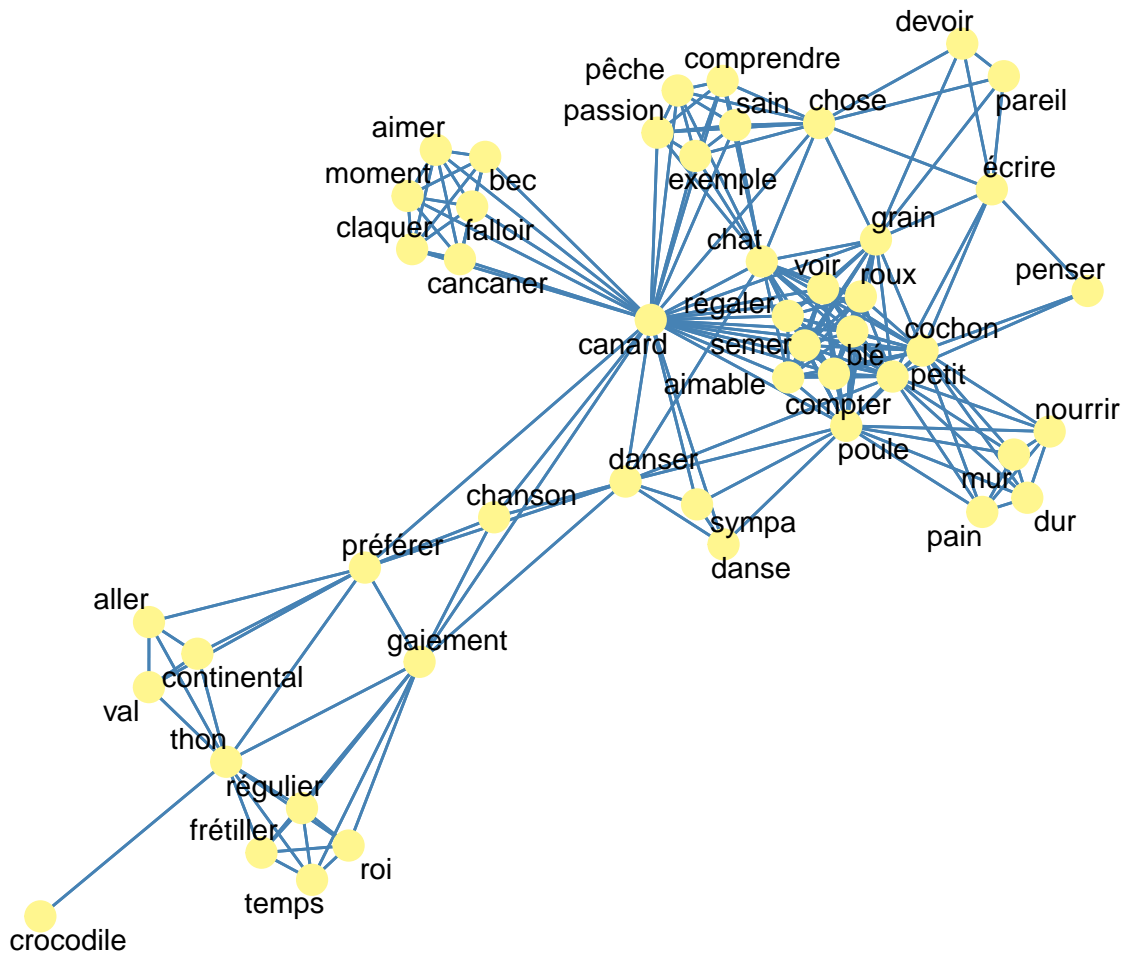 devoir
comprendre
pêche
pareil
sain
chose
passion
aimer
exemple
écrire
moment
bec
claquer
falloir
grain
chat
cancaner
voir
roux
penser
régaler
cochon
canard
semer
blé
aimable
petit
compter
nourrir
poule
danser
mur
chanson
sympa
dur
pain
préférer
danse
aller
gaiement
continental
val
thon
régulier
frétiller
roi
temps
crocodile